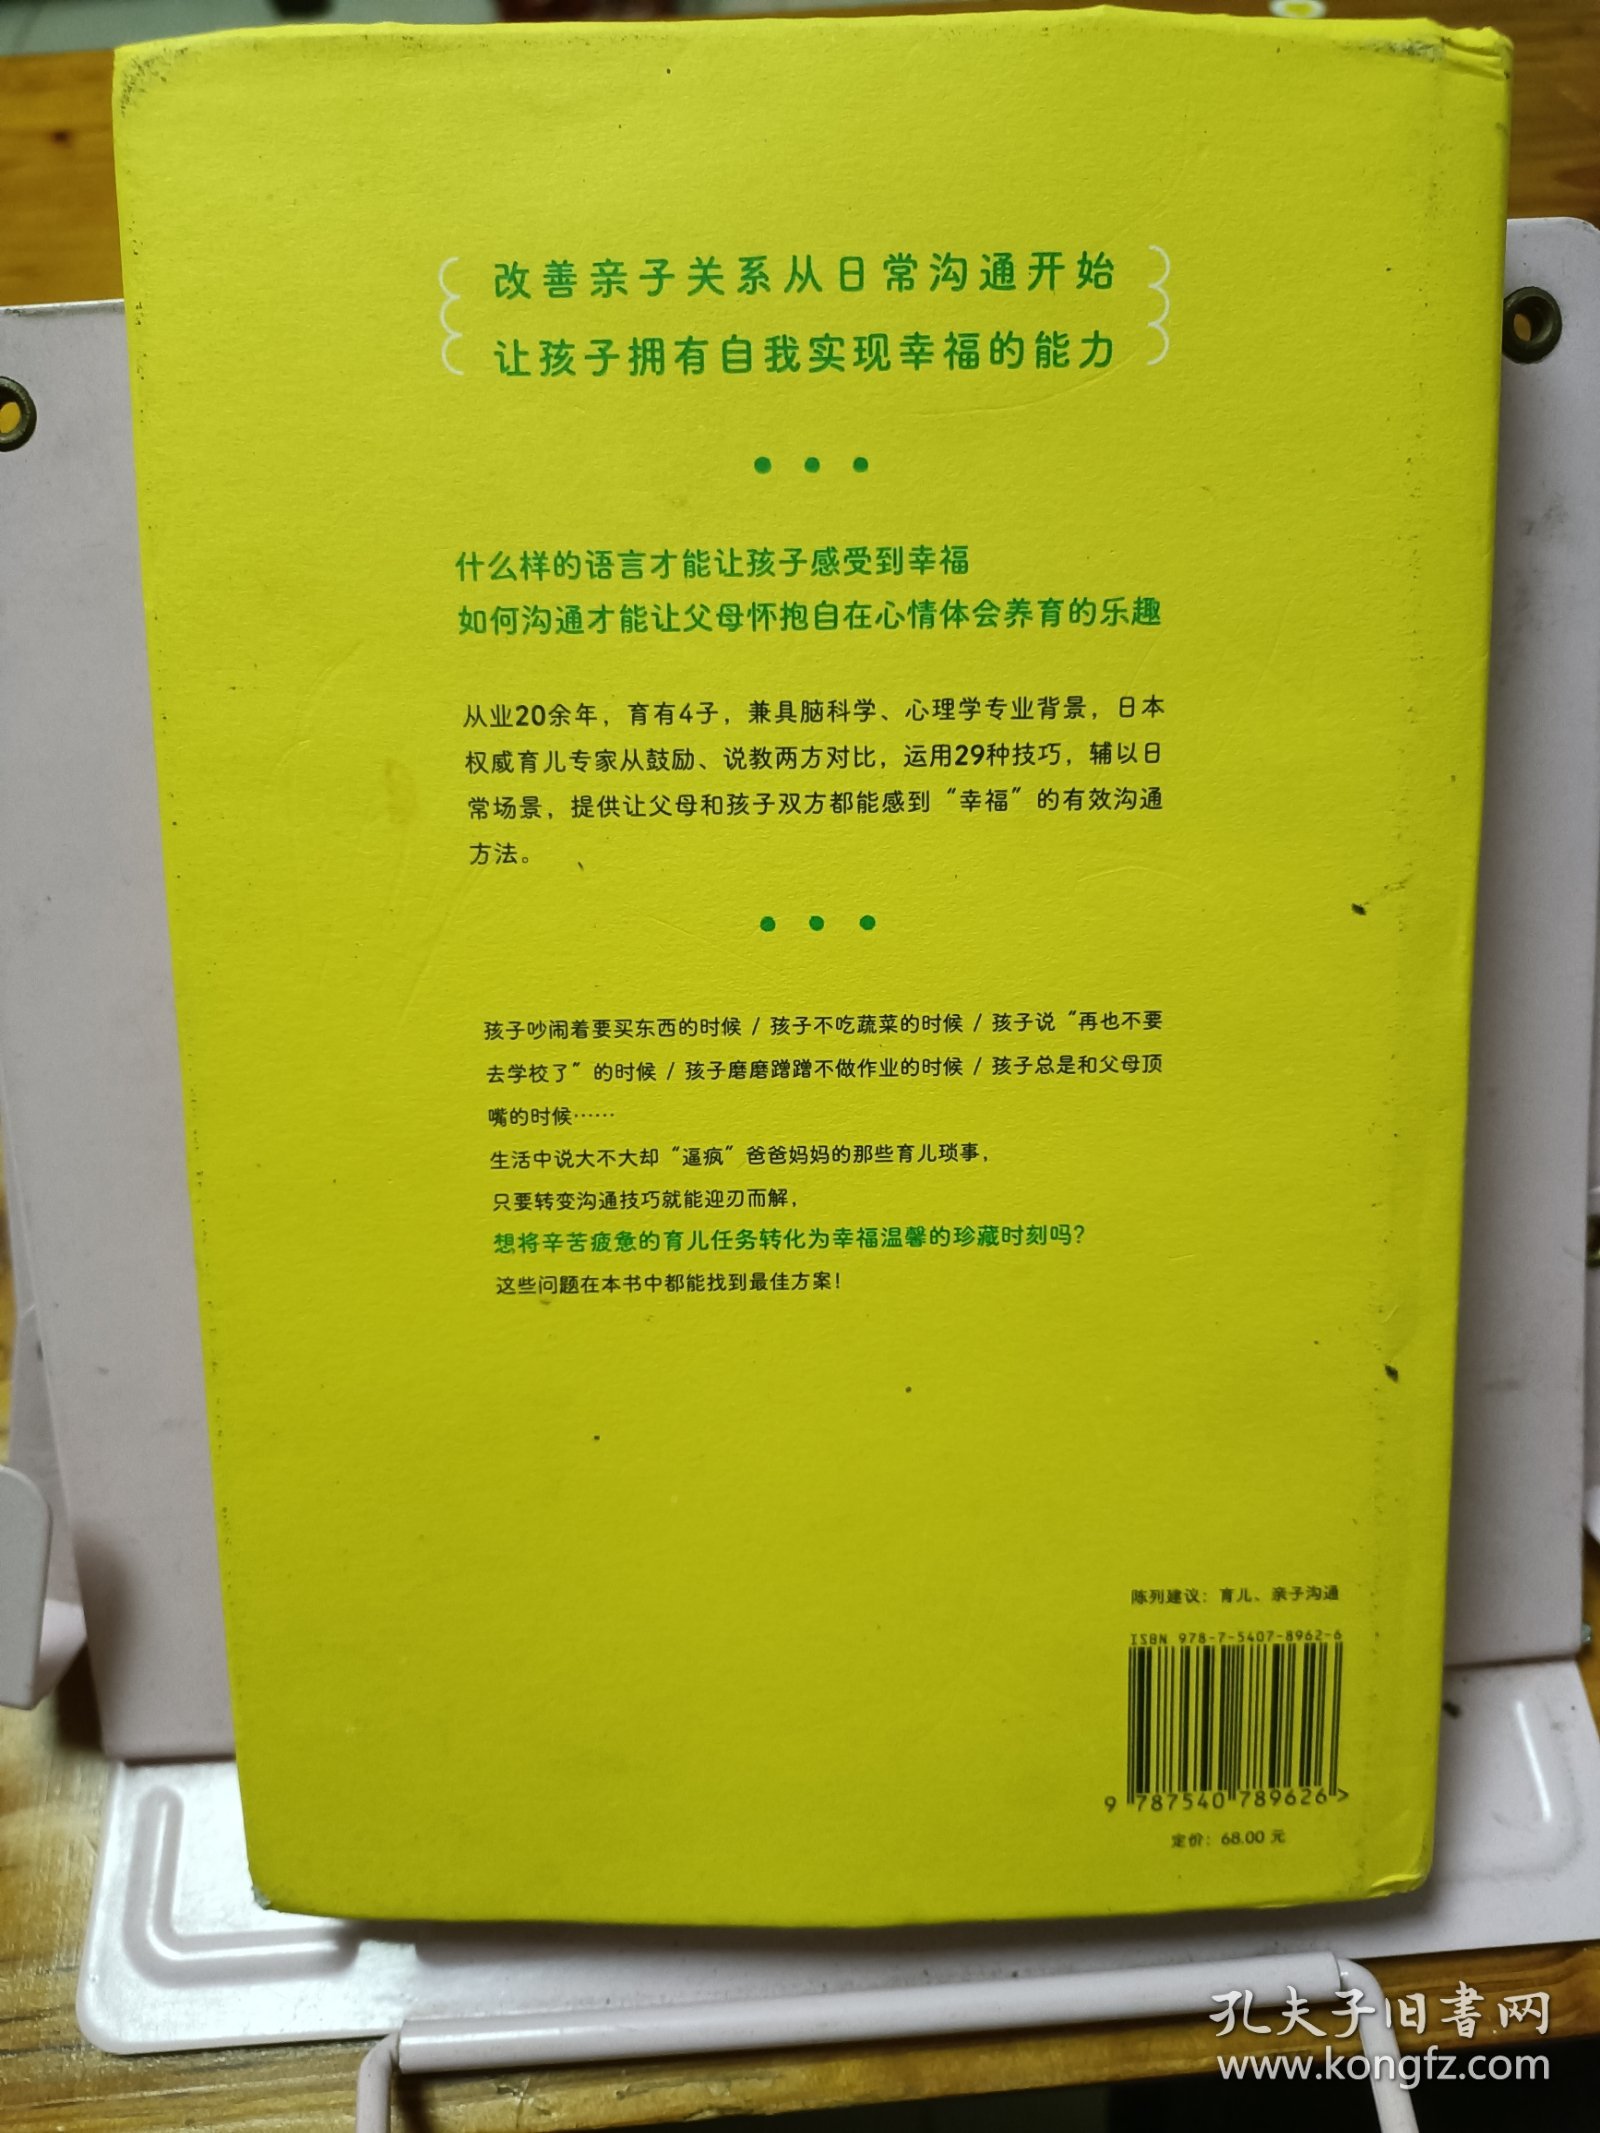 改善亲子关系从日常沟通开始
让孩子拥有自我实现幸福的能力
什么样的语言才能让孩子感受到幸福
如何沟通才能让父母怀抱自在心情体会养育的乐趣
从业20余年，育有4子，兼具脑科学、心理学专业背景，日本
权威育儿专家从鼓励、说教两方对比，运用29种技巧，辅以日
常场景，提供让父母和孩子双方都能感到“幸福”的有效沟通
方法。
孩子吵闹着要买东西的时候 / 孩子不吃蔬菜的时候 / 孩子说“再也不要
去学校了”的时候 / 孩子磨磨蹭蹭不做作业的时候 / 孩子总是和父母顶
嘴的时候……
生活中说大不大却“逼疯”爸爸妈妈的那些育儿琐事，
只要转变沟通技巧就能迎刃而解，
想将辛苦疲惫的育儿任务转化为幸福温馨的珍藏时刻吗？
这些问题在本书中都能找到最佳方案！
陈列建议：育儿、亲子沟通
ISBN 978-7-5407-8962-6
9 787540 789626 >
定价：68.00 元
孔夫子旧书网
www.kongfz.com